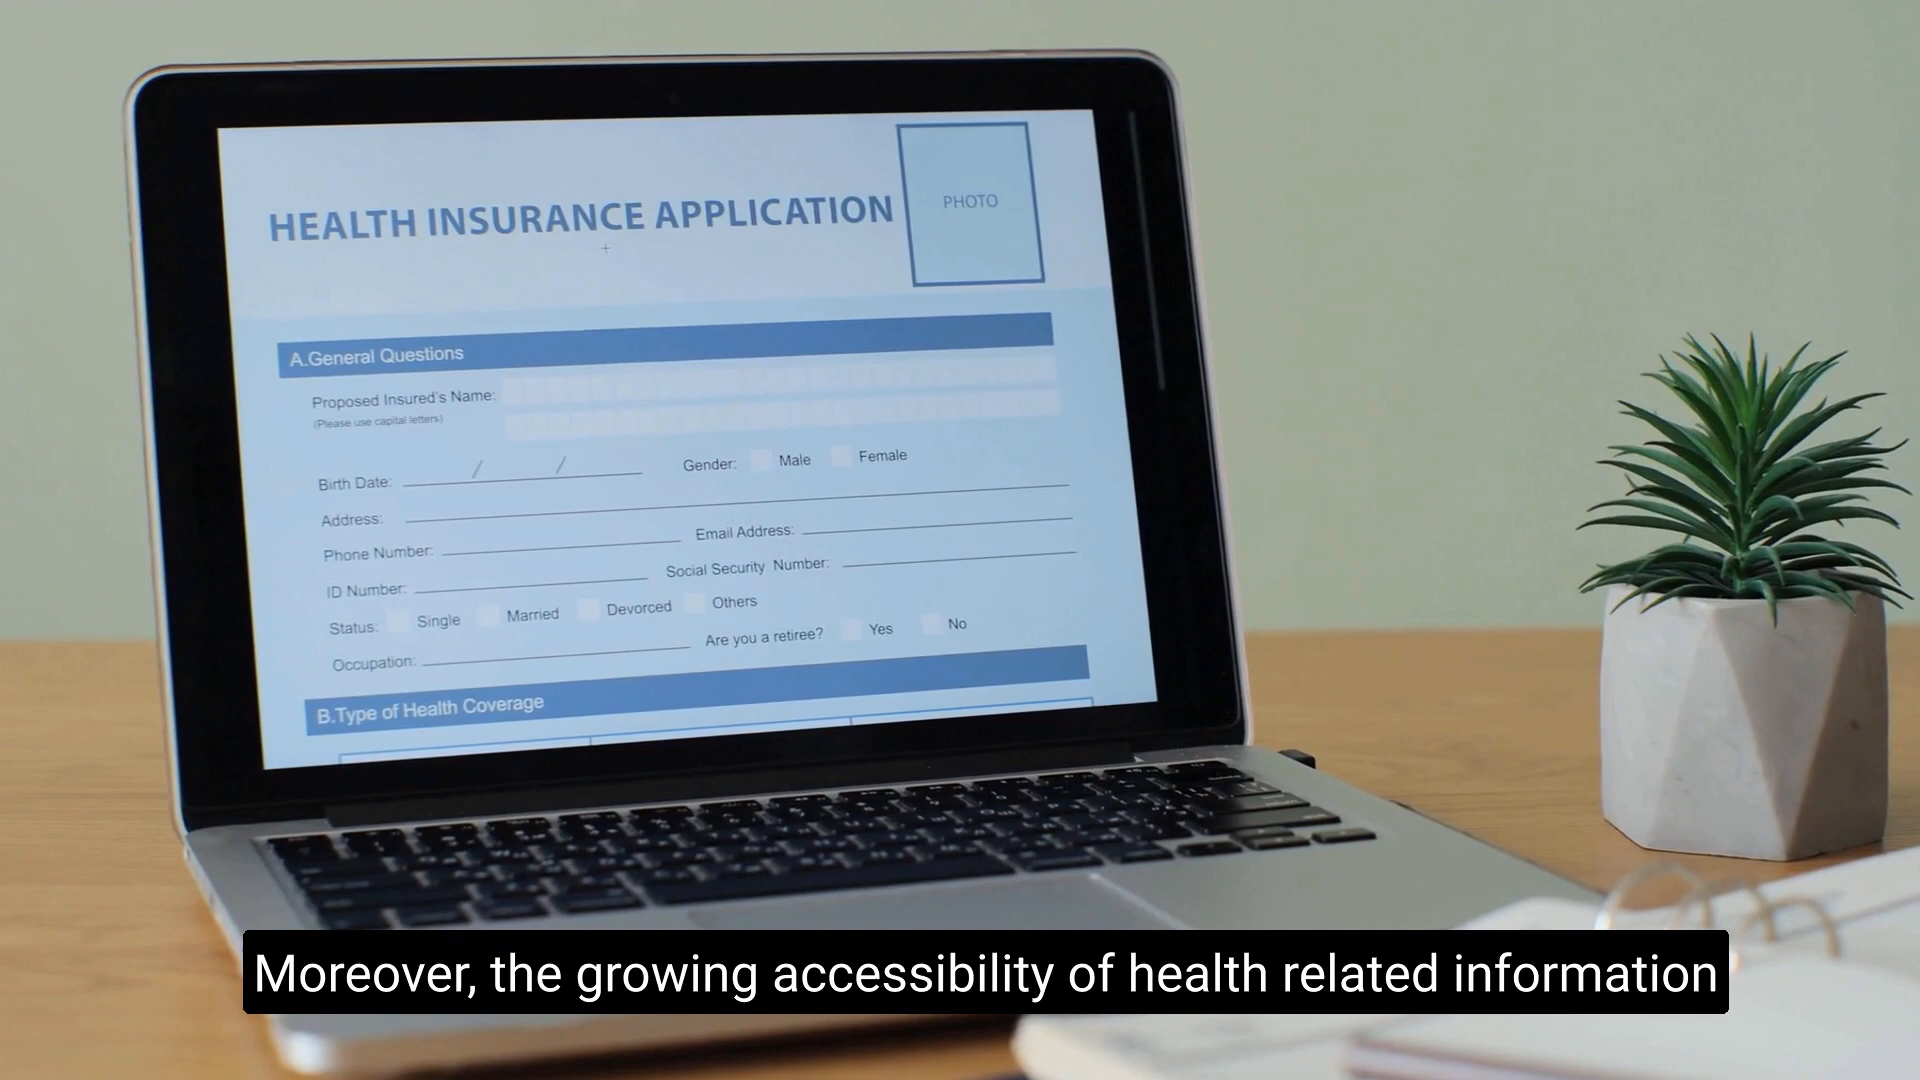 HEALTH INSURANCE APPLICATION
PHOTO
A.General Questions
Proposed Insured's Name:
(Please use capital letters)
Birth Date: / / Gender: Male Female
Address:
Phone Number: Email Address:
ID Number: Social Security Number:
Status: Single Married Devorced Others
Occupation: Are you a retiree? Yes No
B.Type of Health Coverage
Moreover, the growing accessibility of health related information